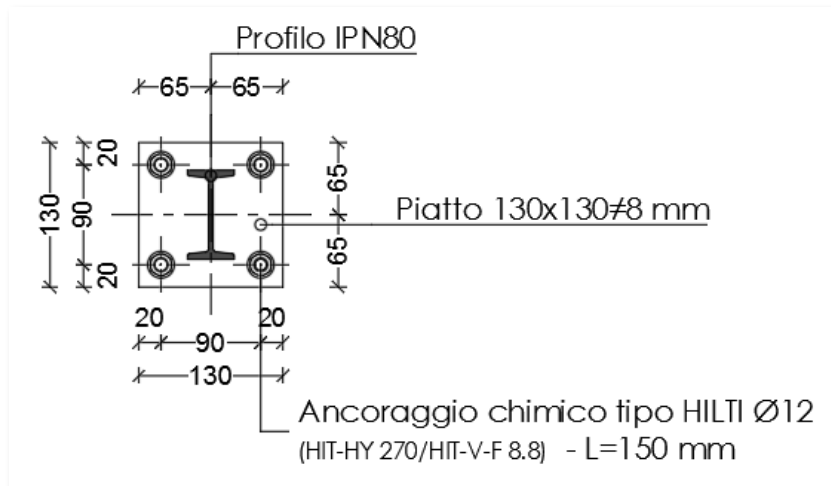 Profilo IPN80
65 65
20
130
90
20
65
65
Piatto 130x130≠8 mm
20 20
90
130
Ancoraggio chimico tipo HILTI Ø12
(HIT-HY 270/HIT-V-F 8.8) - L=150 mm